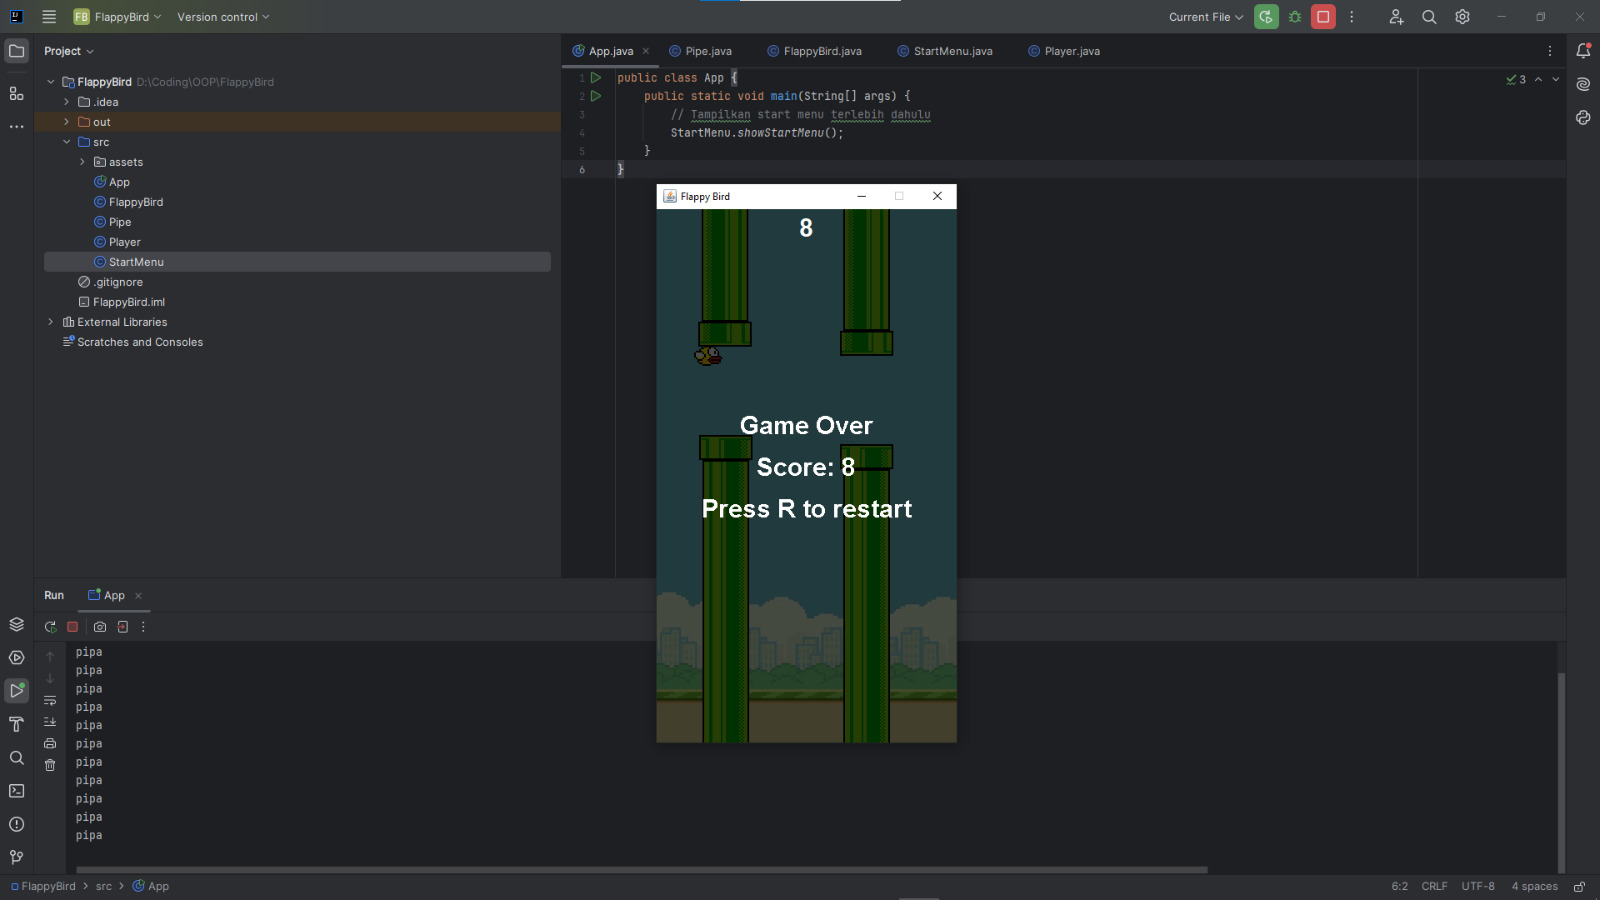 FB FlappyBird Version control Current File
Project
App.java Pipe.java FlappyBird.java StartMenu.java Player.java
FlappyBird D:\Coding\OOP\FlappyBird
.idea
out
src
assets
App
FlappyBird
Pipe
Player
StartMenu
.gitignore
FlappyBird.iml
External Libraries
Scratches and Consoles
1 public class App {
2 public static void main(String[] args) {
3 // Tampilkan start menu terlebih dahulu
4 StartMenu.showStartMenu();
5 }
6 }
3
Flappy Bird
8
Game Over
Score: 8
Press R to restart
Run App
pipa
pipa
pipa
pipa
pipa
pipa
pipa
pipa
pipa
pipa
pipa
FlappyBird > src > App
6:2 CRLF UTF-8 4 spaces